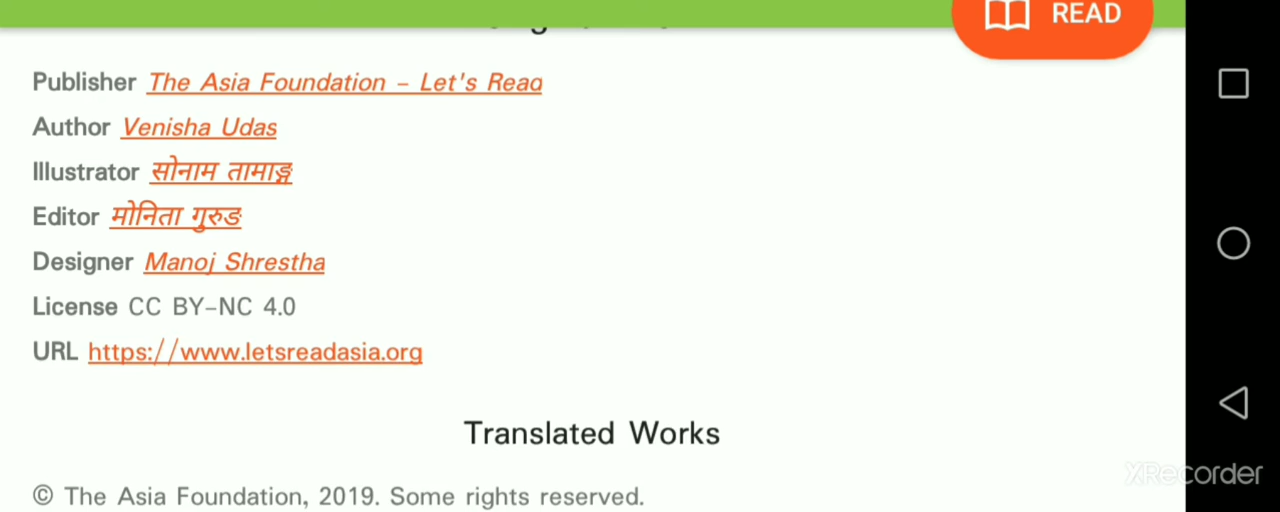 READ
Publisher The Asia Foundation – Let's Read
Author Venisha Udas
Illustrator सोनाम तामाङ्ग
Editor मोनिता गुरुङ
Designer Manoj Shrestha
License CC BY-NC 4.0
URL https://www.letsreadasia.org
Translated Works
XRecorder
© The Asia Foundation, 2019. Some rights reserved.